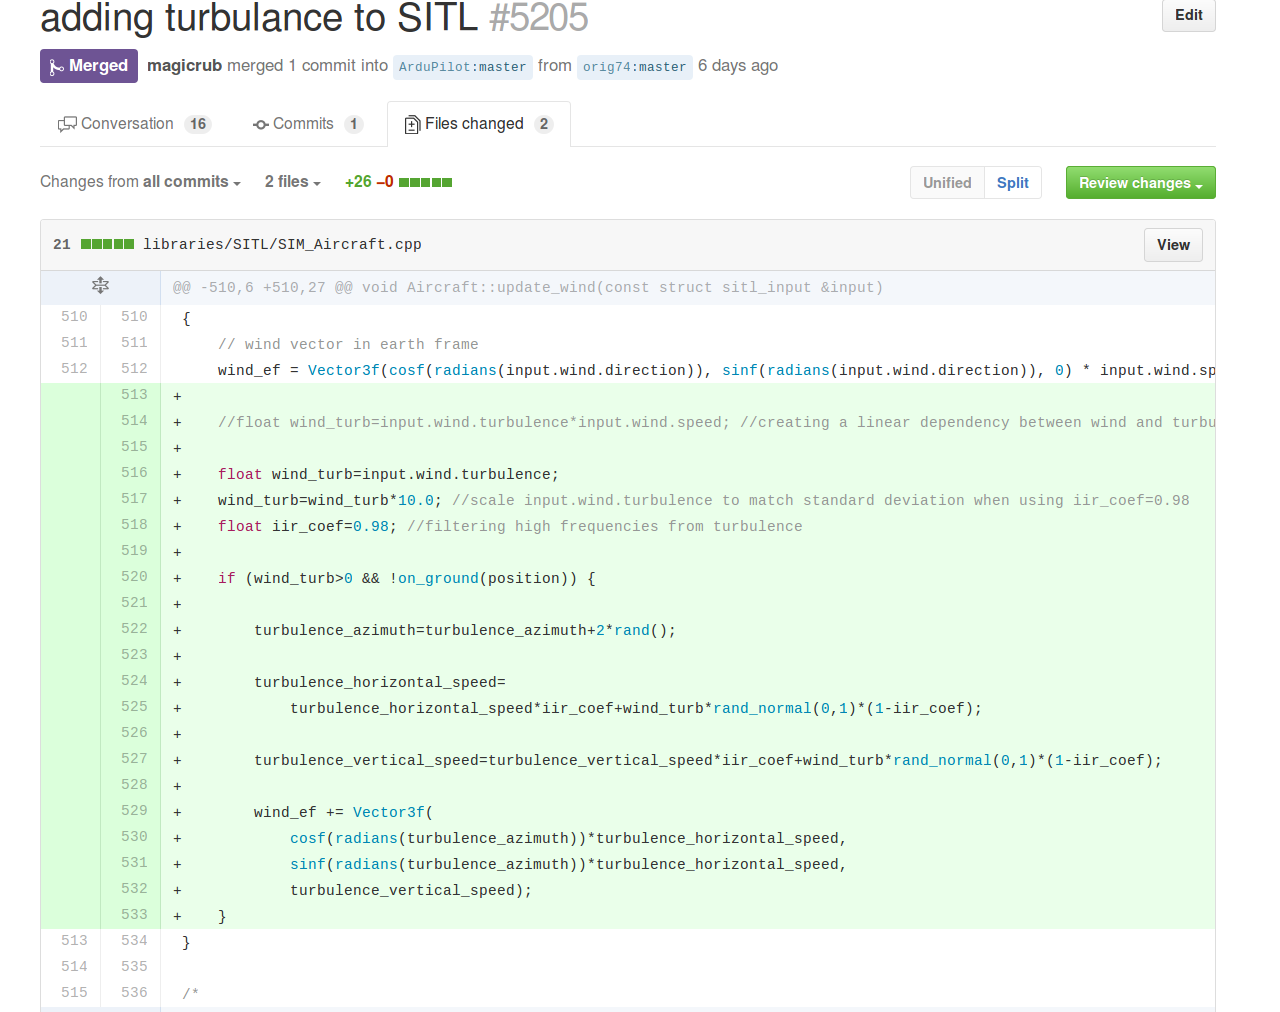 adding turbulance to SITL #5205
Edit
Merged magicrub merged 1 commit into ArduPilot:master from orig74:master 6 days ago
Conversation 16 Commits 1 Files changed 2
Changes from all commits 2 files +26 −0 Unified Split Review changes
21 libraries/SITL/SIM_Aircraft.cpp View
@@ -510,6 +510,27 @@ void Aircraft::update_wind(const struct sitl_input &input)
510 510 {
511 511 // wind vector in earth frame
512 512 wind_ef = Vector3f(cosf(radians(input.wind.direction)), sinf(radians(input.wind.direction)), 0) * input.wind.sp
513 +
514 + //float wind_turb=input.wind.turbulence*input.wind.speed; //creating a linear dependency between wind and turbu
515 +
516 + float wind_turb=input.wind.turbulence;
517 + wind_turb=wind_turb*10.0; //scale input.wind.turbulence to match standard deviation when using iir_coef=0.98
518 + float iir_coef=0.98; //filtering high frequencies from turbulence
519 +
520 + if (wind_turb>0 && !on_ground(position)) {
521 +
522 + turbulence_azimuth=turbulence_azimuth+2*rand();
523 +
524 + turbulence_horizontal_speed=
525 + turbulence_horizontal_speed*iir_coef+wind_turb*rand_normal(0,1)*(1-iir_coef);
526 +
527 + turbulence_vertical_speed=turbulence_vertical_speed*iir_coef+wind_turb*rand_normal(0,1)*(1-iir_coef);
528 +
529 + wind_ef += Vector3f(
530 + cosf(radians(turbulence_azimuth))*turbulence_horizontal_speed,
531 + sinf(radians(turbulence_azimuth))*turbulence_horizontal_speed,
532 + turbulence_vertical_speed);
533 + }
513 534 }
514 535
515 536 /*